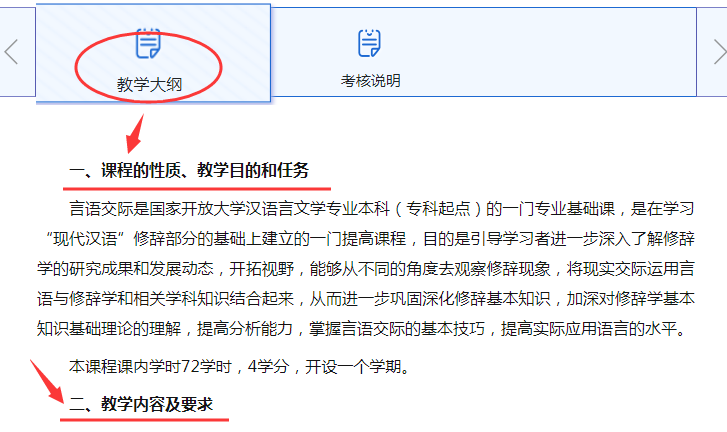 教学大纲
考核说明
一、课程的性质、教学目的和任务
言语交际是国家开放大学汉语言文学专业本科（专科起点）的一门专业基础课，是在学习
“现代汉语”修辞部分的基础上建立的一门提高课程，目的是引导学习者进一步深入了解修辞
学的研究成果和发展动态，开拓视野，能够从不同的角度去观察修辞现象，将现实交际运用言
语与修辞学和相关学科知识结合起来，从而进一步巩固深化修辞基本知识，加深对修辞学基本
知识基础理论的理解，提高分析能力，掌握言语交际的基本技巧，提高实际应用语言的水平。
本课程课内学时72学时，4学分，开设一个学期。
二、教学内容及要求